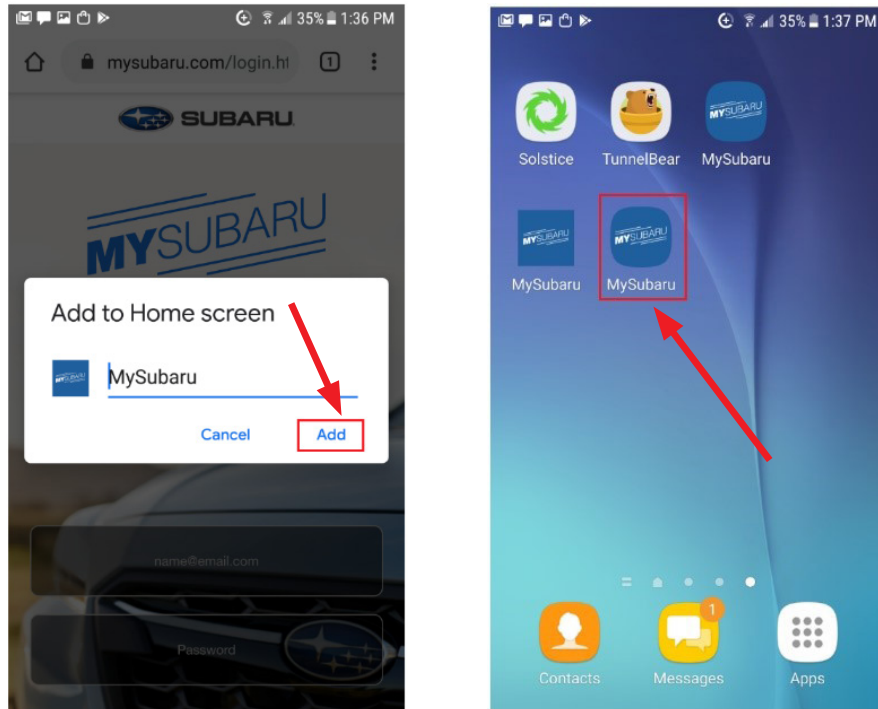 35% 1:36 PM
mysubaru.com/login.ht
1
SUBARU
MYSUBARU
Add to Home screen
MYSUBARU
MySubaru
Cancel
Add
name@email.com
Password
35% 1:37 PM
MYSUBARU
Solstice
TunnelBear
MySubaru
MYSUBARU
MYSUBARU
MySubaru
MySubaru
1
Contacts
Messages
Apps